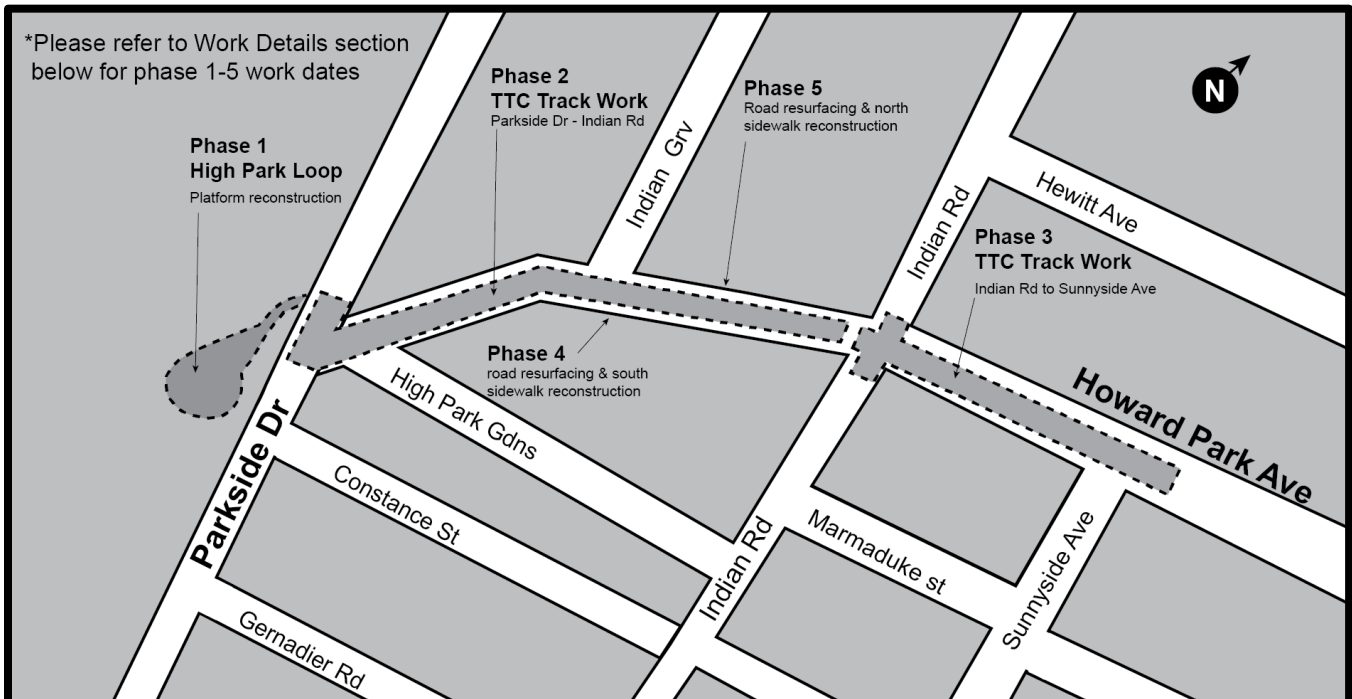 *Please refer to Work Details section
below for phase 1-5 work dates
Phase 1
High Park Loop
Platform reconstruction
Phase 2
TTC Track Work
Parkside Dr - Indian Rd
Phase 5
Road resurfacing & north
sidewalk reconstruction
N
Indian Grv
Indian Rd
Hewitt Ave
Phase 3
TTC Track Work
Indian Rd to Sunnyside Ave
Phase 4
road resurfacing & south
sidewalk reconstruction
Howard Park Ave
High Park Gdns
Parkside Dr
Constance St
Marmaduke st
Indian Rd
Sunnyside Ave
Gernadier Rd